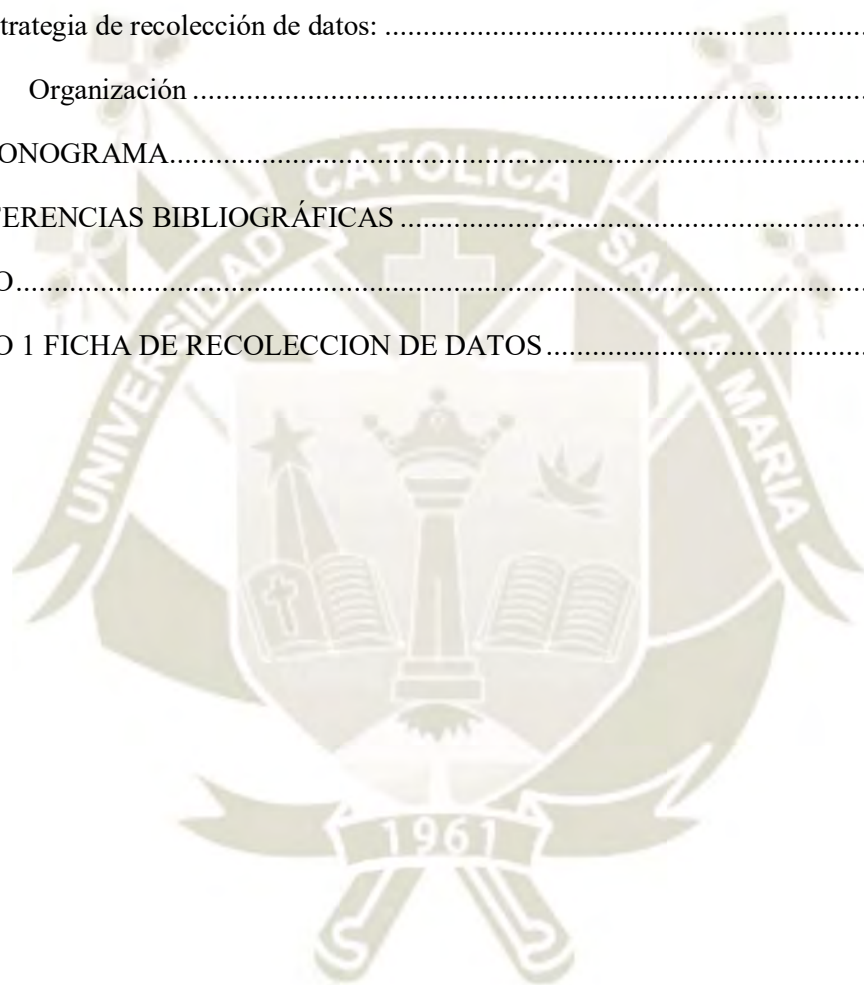 trategia de recolección de datos: ........................................................................
Organización ........................................................................
ONOGRAMA........................................................................
FERENCIAS BIBLIOGRÁFICAS ........................................................................
O........................................................................
O 1 FICHA DE RECOLECCION DE DATOS ........................................................................
UNIVERSIDAD CATOLICA SANTA MARIA
1961